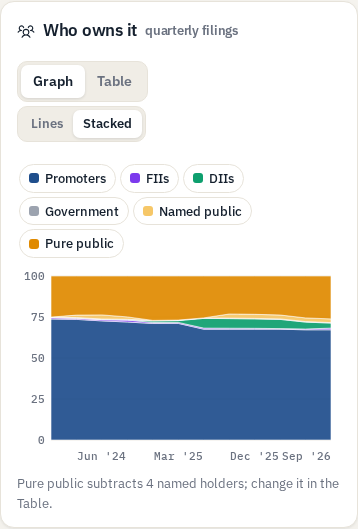 Who owns it quarterly filings
Graph Table
Lines Stacked
Promoters FIIs DIIs
Government Named public
Pure public
100
75
50
25
0
Jun '24 Mar '25 Dec '25 Sep '26
Pure public subtracts 4 named holders; change it in the
Table.